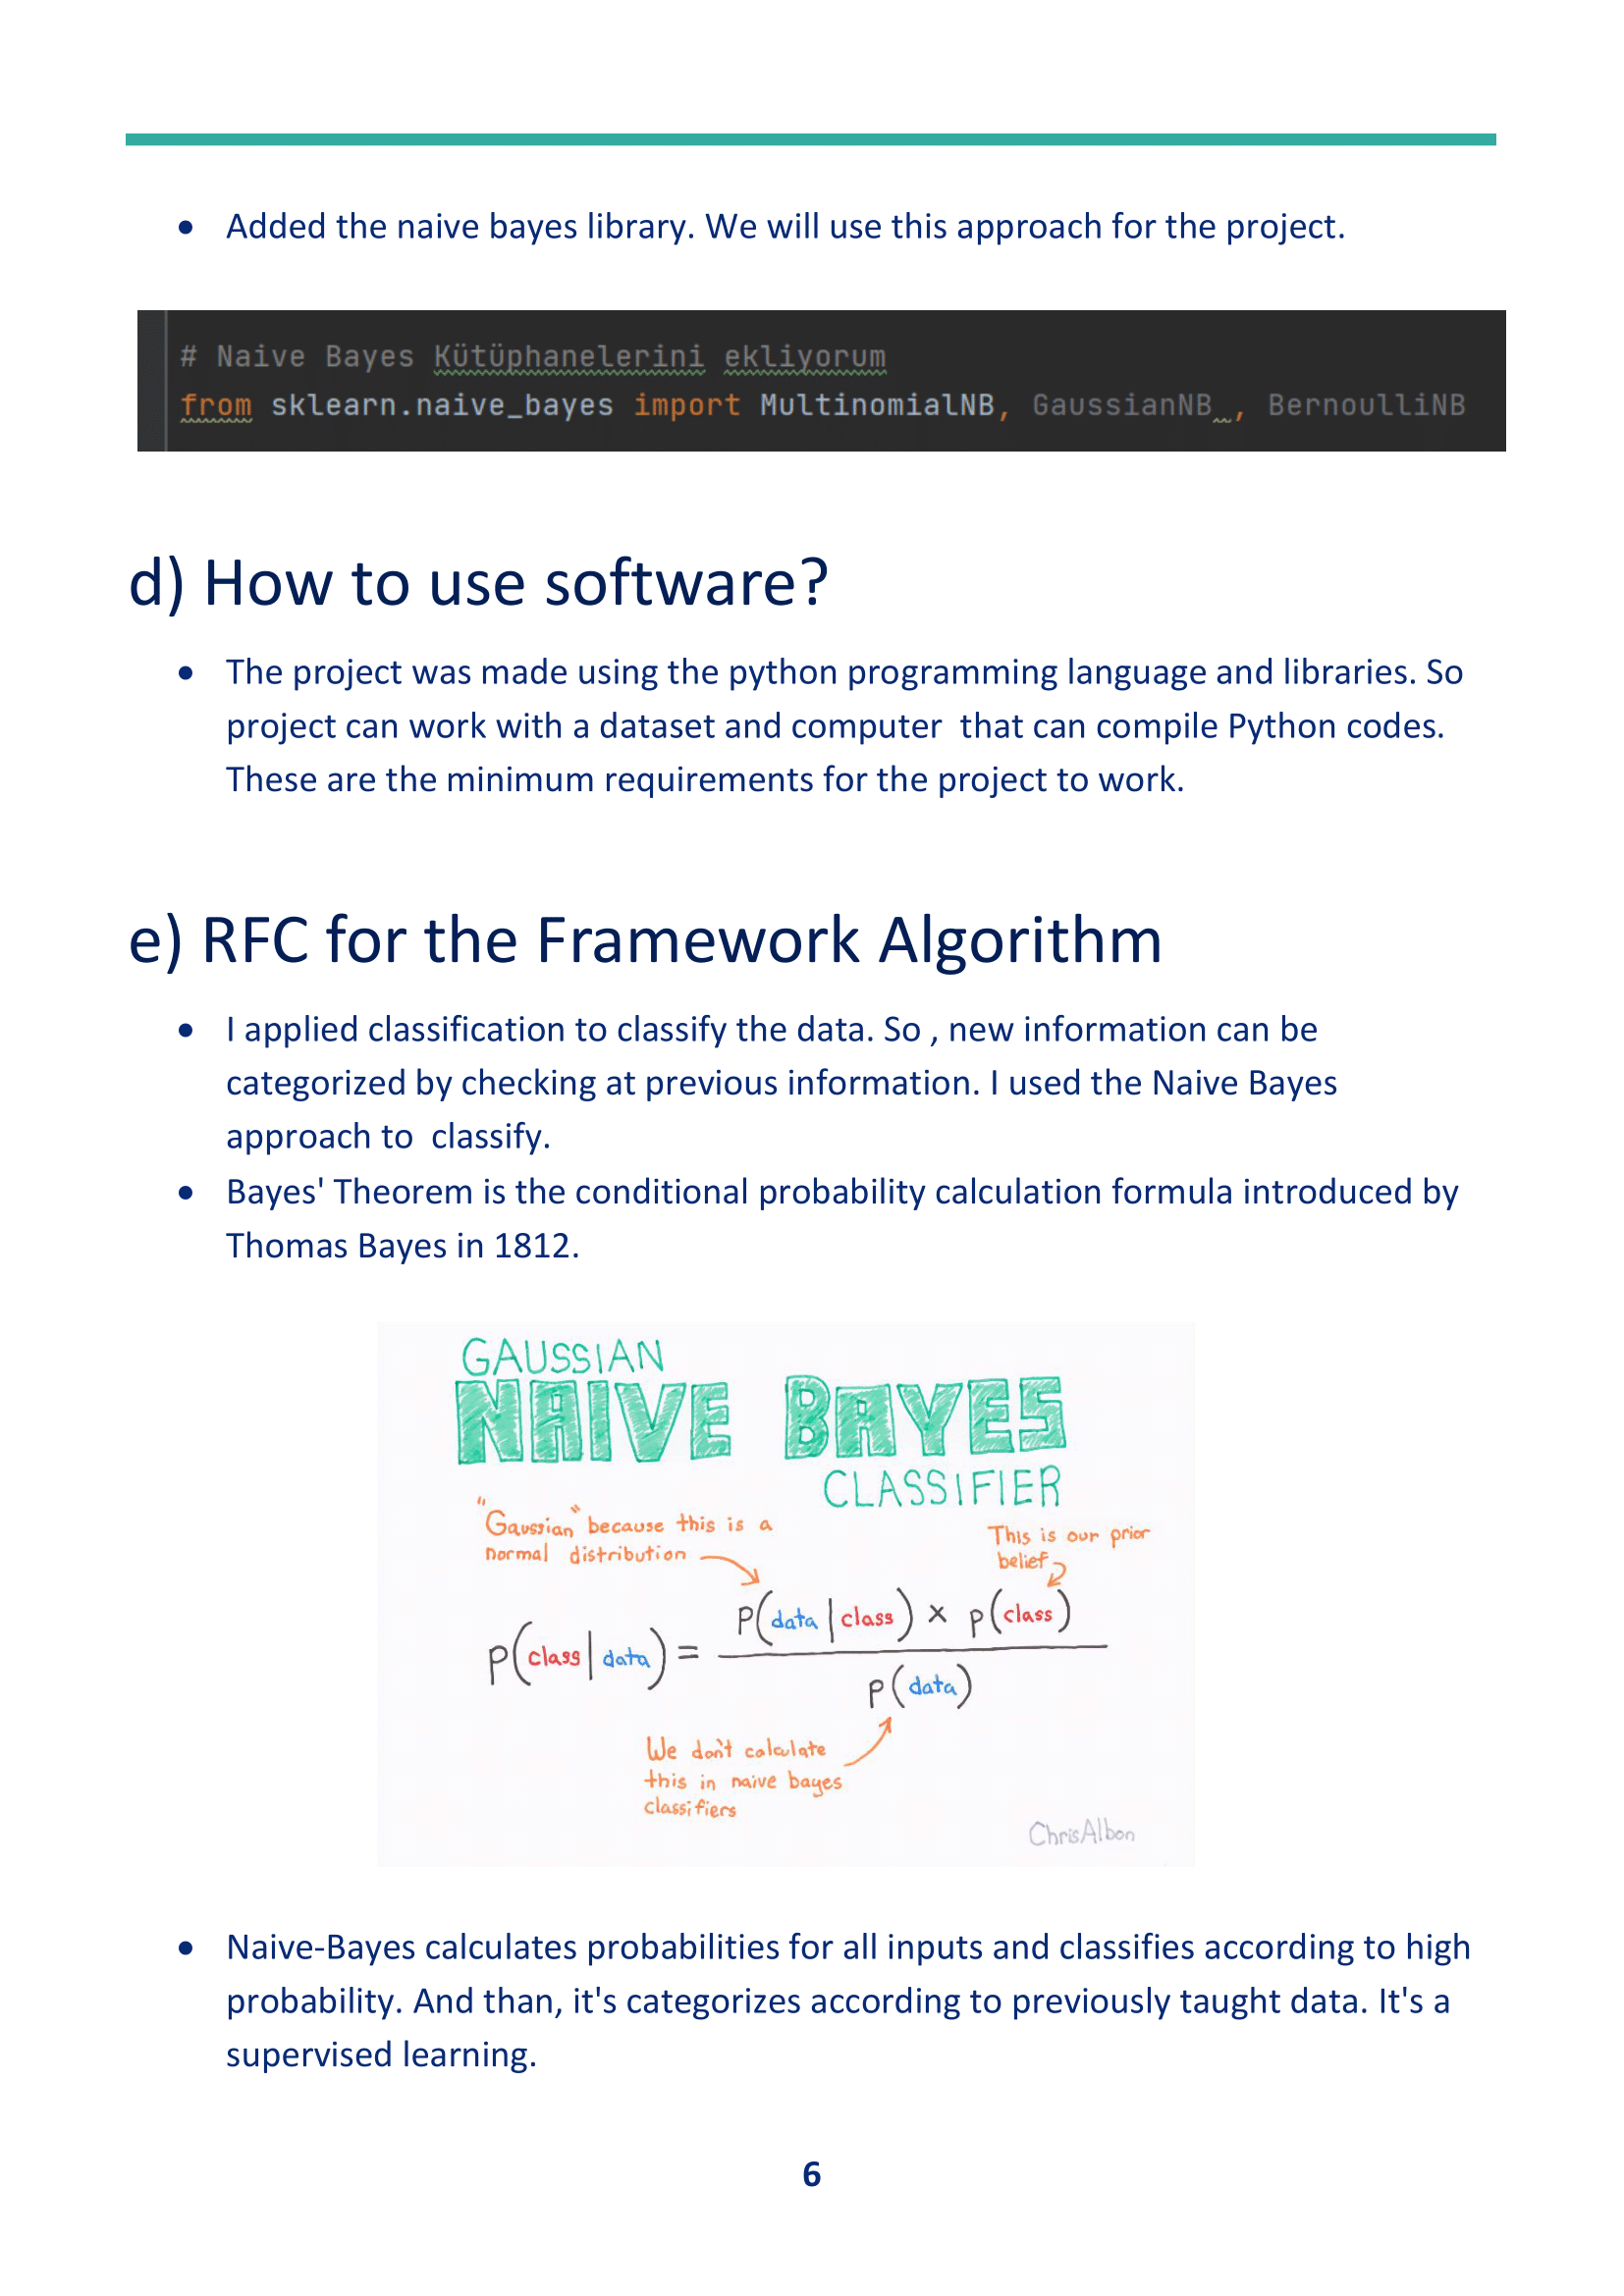 • Added the naive bayes library. We will use this approach for the project.
# Naive Bayes Kütüphanelerini ekliyorum
from sklearn.naive_bayes import MultinomialNB, GaussianNB , BernoulliNB
d) How to use software?
• The project was made using the python programming language and libraries. So
project can work with a dataset and computer  that can compile Python codes.
These are the minimum requirements for the project to work.
e) RFC for the Framework Algorithm
• I applied classification to classify the data. So , new information can be
categorized by checking at previous information. I used the Naive Bayes
approach to  classify.
• Bayes' Theorem is the conditional probability calculation formula introduced by
Thomas Bayes in 1812.
GAUSSIAN
NAIVE BAYES
CLASSIFIER
"Gaussian" because this is a
normal distribution
This is our prior
belief
P(data|class) × P(class)
P(class|data) =
P(data)
We don't calculate
this in naive bayes
classifiers
ChrisAlbon
• Naive-Bayes calculates probabilities for all inputs and classifies according to high
probability. And than, it's categorizes according to previously taught data. It's a
supervised learning.
6